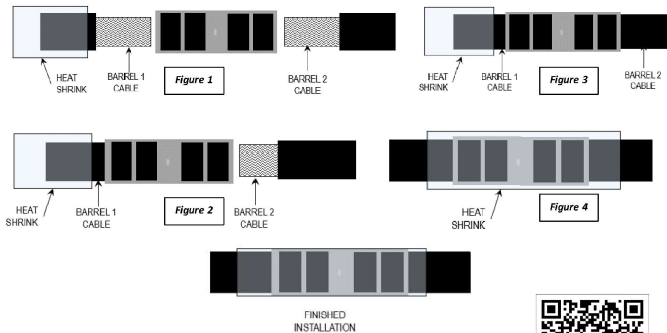 HEAT
SHRINK
BARREL 1
CABLE
Figure 1
BARREL 2
CABLE
HEAT
SHRINK
BARREL 1
CABLE
Figure 3
BARREL 2
CABLE
HEAT
SHRINK
BARREL 1
CABLE
Figure 2
BARREL 2
CABLE
HEAT
SHRINK
Figure 4
FINISHED
INSTALLATION